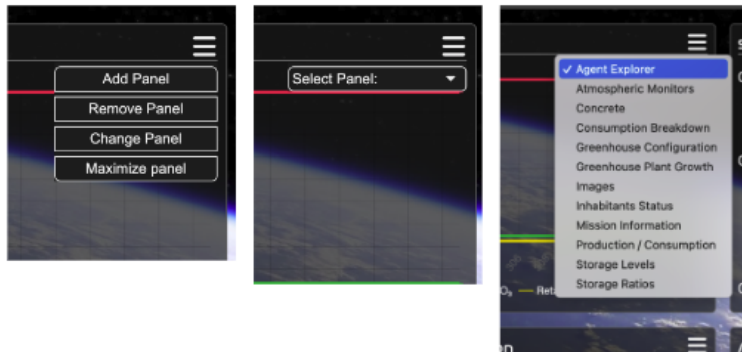 Add Panel
Remove Panel
Change Panel
Maximize panel
Select Panel:
✓ Agent Explorer
Atmospheric Monitors
Concrete
Consumption Breakdown
Greenhouse Configuration
Greenhouse Plant Growth
Images
Inhabitants Status
Mission Information
Production / Consumption
Storage Levels
Storage Ratios
300